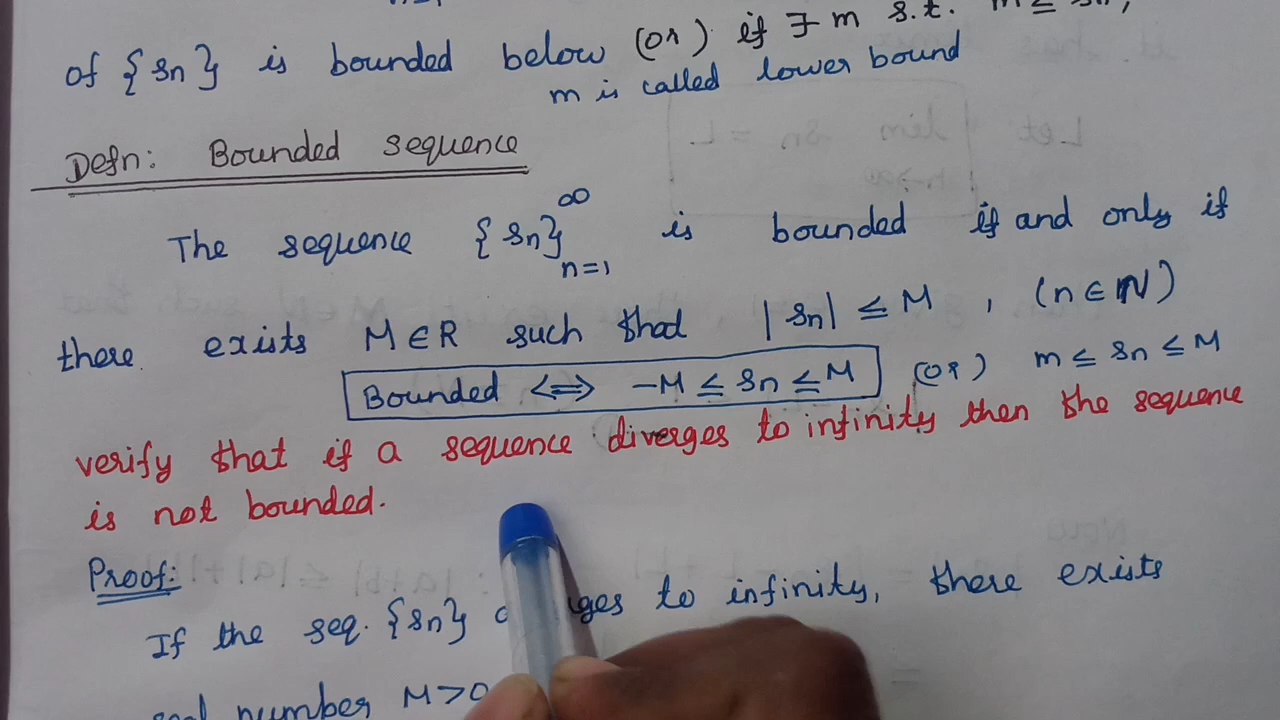 of {sn} is bounded below (or) if ∃ m s.t. m ≤ sn,
m is called lower bound
Defn: Bounded sequence
The sequence {sn}∞n=1 is bounded if and only if
there exists M∈R such that |sn| ≤ M , (n∈N)
Bounded ⟺ -M ≤ sn ≤ M (or) m ≤ sn ≤ M
verify that if a sequence diverges to infinity then the sequence
is not bounded.
Proof:
If the seq. {sn} to infinity, there exists
number M>0